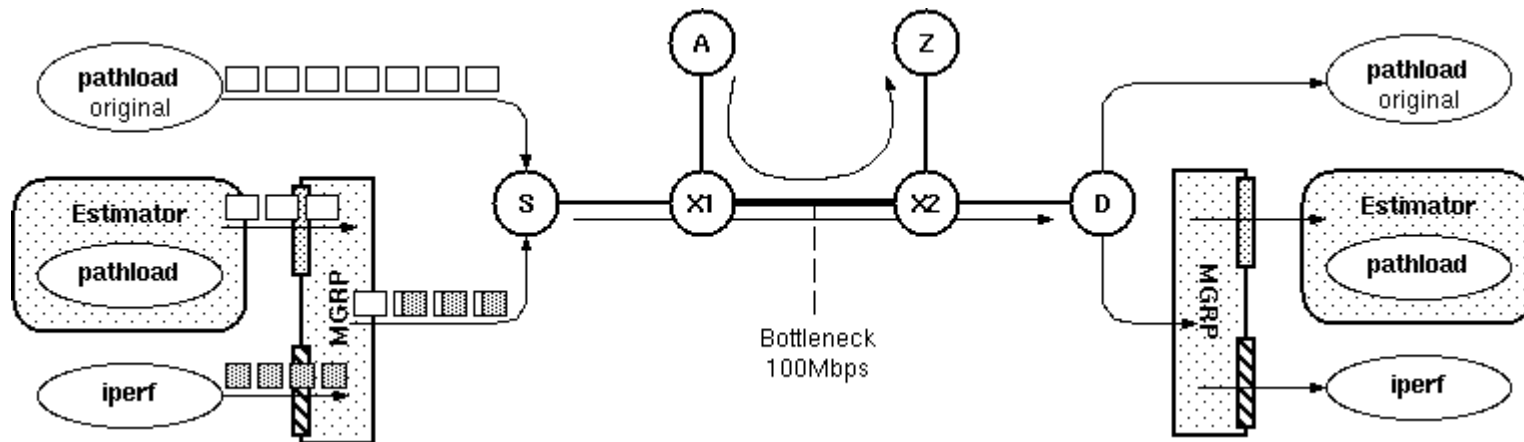 pathload
original
Estimator
pathload
iperf
MGRP
S
A
X1
Z
X2
D
Bottleneck
100Mbps
MGRP
pathload
original
Estimator
pathload
iperf